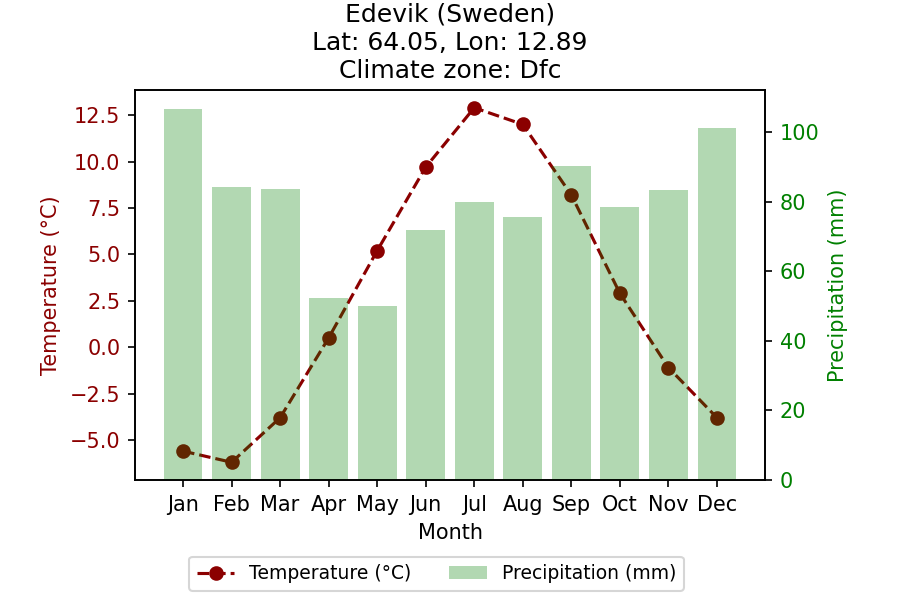 Edevik (Sweden)
Lat: 64.05, Lon: 12.89
Climate zone: Dfc
Temperature (°C)
12.5
10.0
7.5
5.0
2.5
0.0
−2.5
−5.0
Precipitation (mm)
100
80
60
40
20
0
Jan Feb Mar Apr May Jun Jul Aug Sep Oct Nov Dec
Month
Temperature (°C) Precipitation (mm)